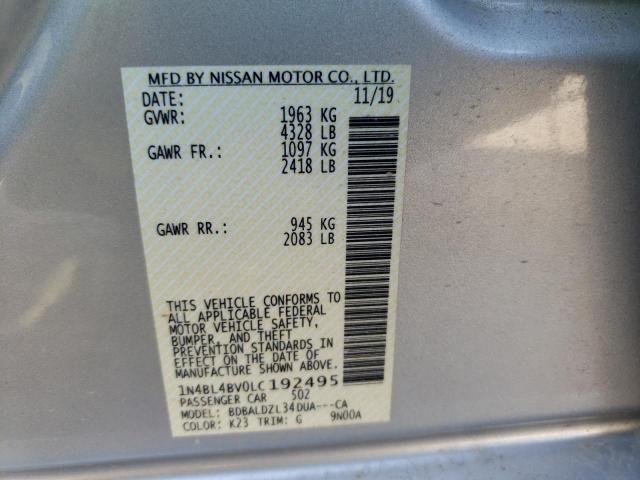 MFD BY NISSAN MOTOR CO., LTD.
DATE: 11/19
GVWR: 1963 KG
4328 LB
GAWR FR.: 1097 KG
2418 LB
GAWR RR.: 945 KG
2083 LB
THIS VEHICLE CONFORMS TO
ALL APPLICABLE FEDERAL
MOTOR VEHICLE SAFETY,
BUMPER, AND THEFT
PREVENTION STANDARDS IN
EFFECT ON THE DATE OF
MANUFACTURE SHOWN ABOVE.
1N4BL4BV0LC192495
PASSENGER CAR 502
MODEL: BDBALDZL34DUA---CA
COLOR: K23 TRIM: G 9N00A